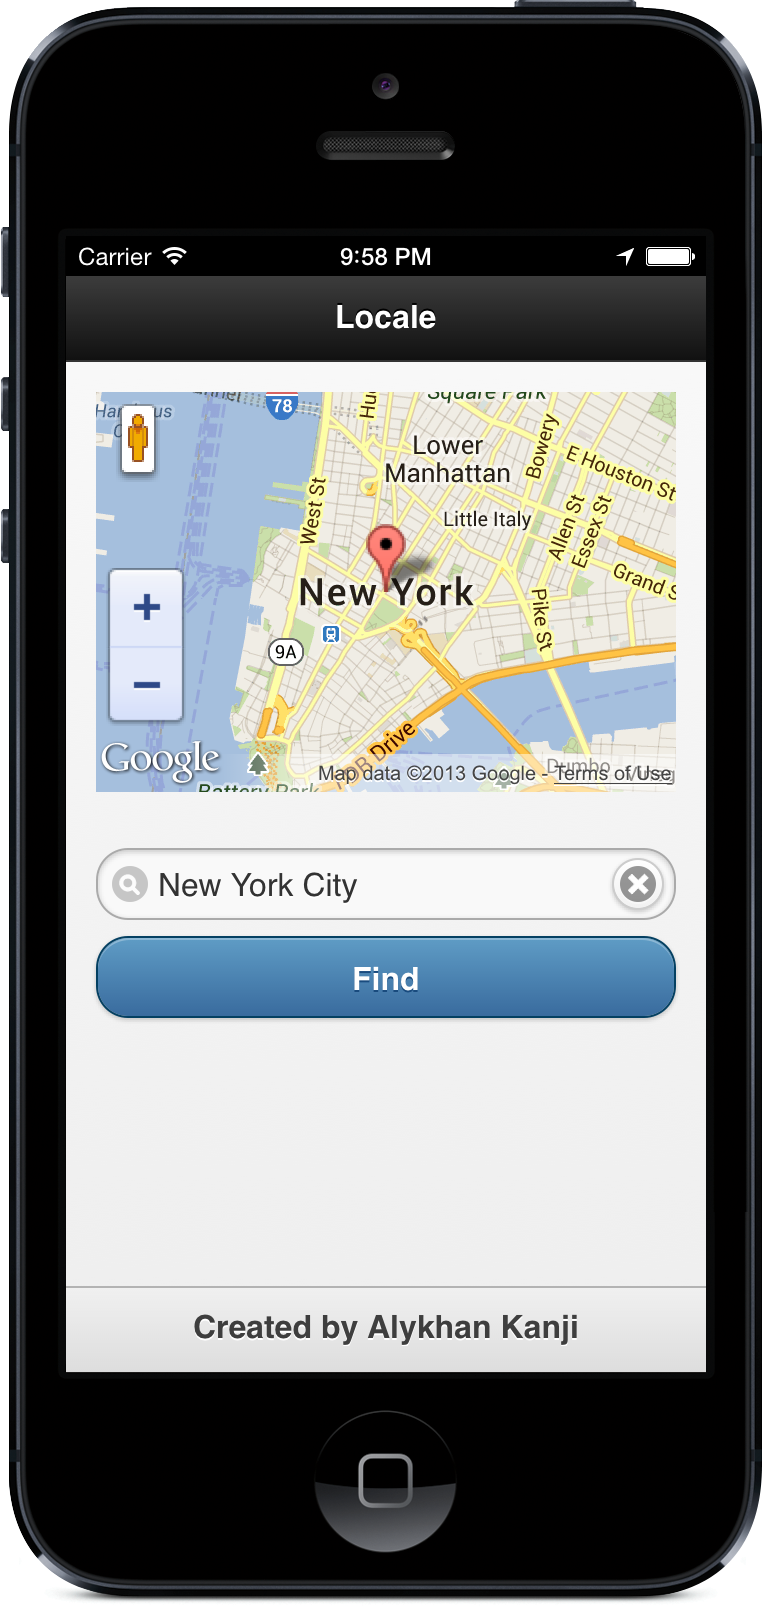 Carrier
9:58 PM
Locale
78
Square Park
Lower
Manhattan
Bowery
E Houston St
West St
Little Italy
Allen St
Essex St
New York
Grand S
Pike St
9A
Google
Drive
Dumbo
Map data ©2013 Google - Terms of Use
Battery Park
New York City
Find
Created by Alykhan Kanji